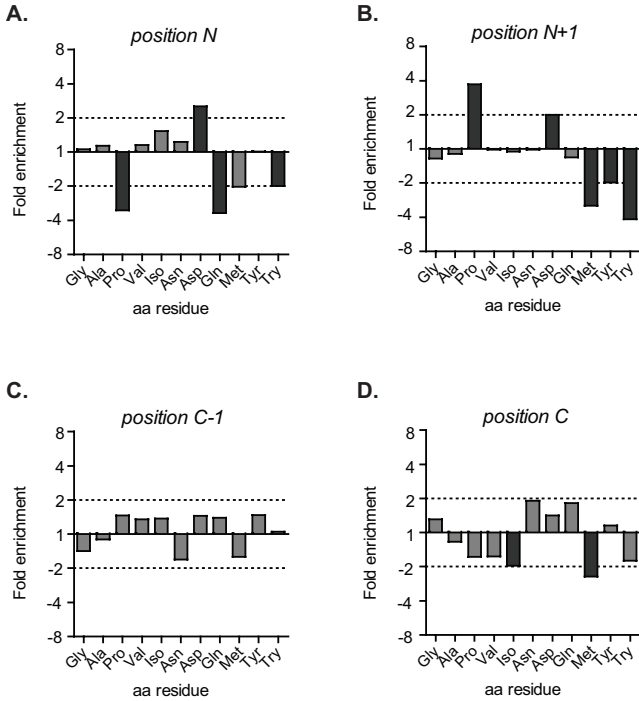 A.
position N
Fold enrichment
8
4
2
1
-2
-4
-8
Gly Ala Pro Val Iso Asn Asp Gln Met Tyr Try
aa residue
B.
position N+1
Fold enrichment
8
4
2
1
-2
-4
-8
Gly Ala Pro Val Iso Asn Asp Gln Met Tyr Try
aa residue
C.
position C-1
Fold enrichment
8
4
2
1
-2
-4
-8
Gly Ala Pro Val Iso Asn Asp Gln Met Tyr Try
aa residue
D.
position C
Fold enrichment
8
4
2
1
-2
-4
-8
Gly Ala Pro Val Iso Asn Asp Gln Met Tyr Try
aa residue